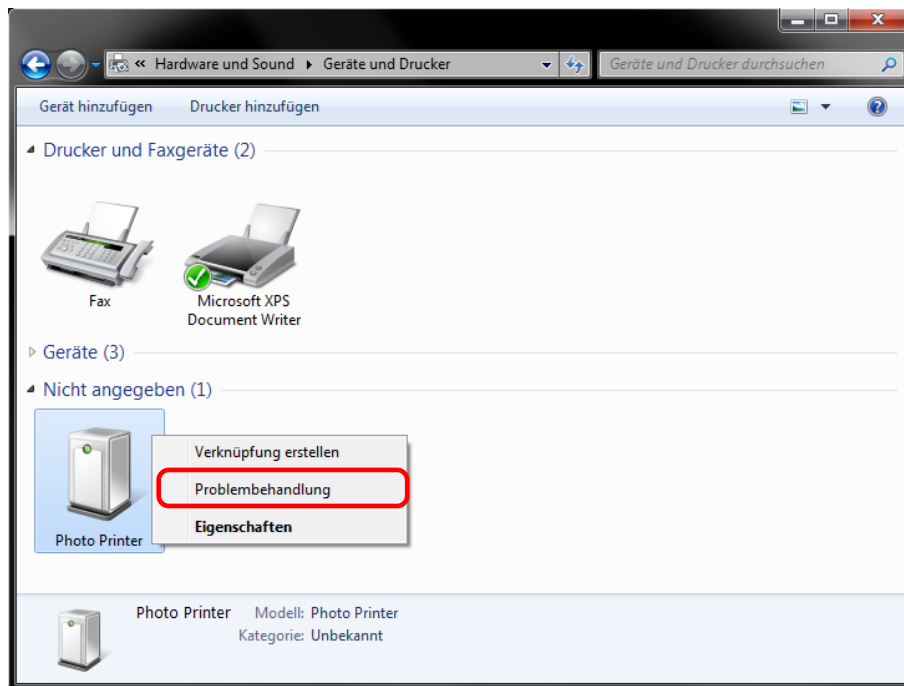 « Hardware und Sound ▸ Geräte und Drucker
Geräte und Drucker durchsuchen
Gerät hinzufügen Drucker hinzufügen
Drucker und Faxgeräte (2)
Fax
Microsoft XPS
Document Writer
Geräte (3)
Nicht angegeben (1)
Photo Printer
Verknüpfung erstellen
Problembehandlung
Eigenschaften
Photo Printer Modell: Photo Printer
Kategorie: Unbekannt